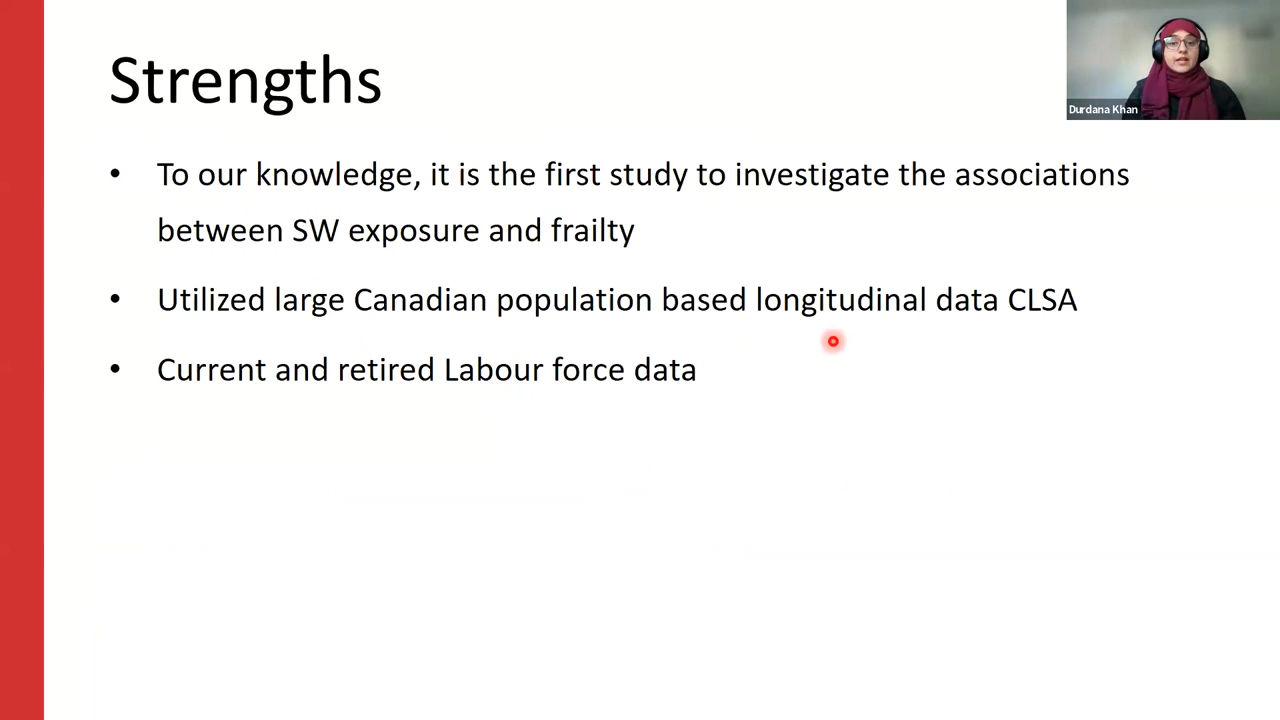 Strengths
Durdana Khan
• To our knowledge, it is the first study to investigate the associations
between SW exposure and frailty
• Utilized large Canadian population based longitudinal data CLSA
• Current and retired Labour force data